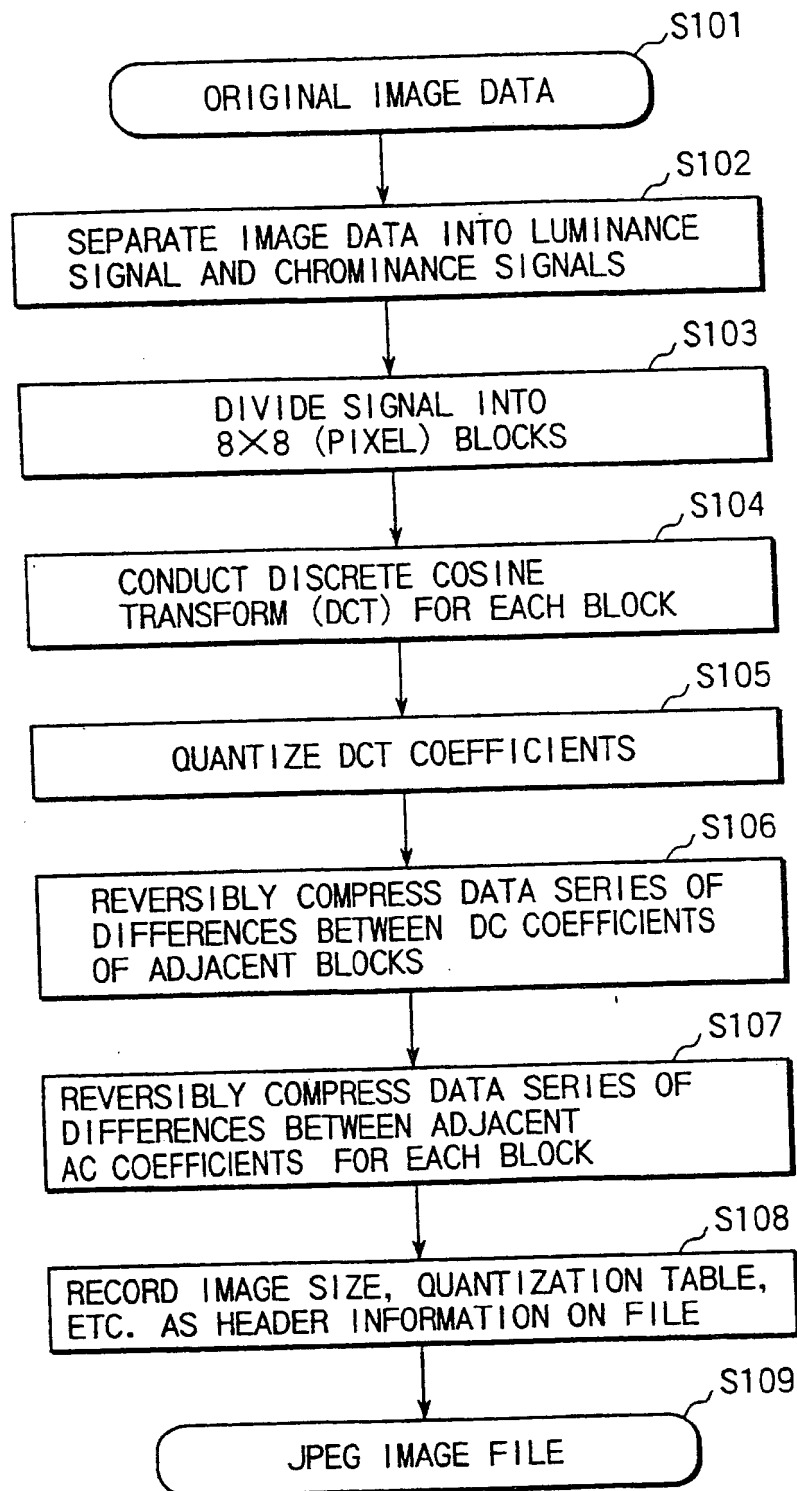 S101
ORIGINAL IMAGE DATA
S102
SEPARATE IMAGE DATA INTO LUMINANCE
SIGNAL AND CHROMINANCE SIGNALS
S103
DIVIDE SIGNAL INTO
8×8 (PIXEL) BLOCKS
S104
CONDUCT DISCRETE COSINE
TRANSFORM (DCT) FOR EACH BLOCK
S105
QUANTIZE DCT COEFFICIENTS
S106
REVERSIBLY COMPRESS DATA SERIES OF
DIFFERENCES BETWEEN DC COEFFICIENTS
OF ADJACENT BLOCKS
S107
REVERSIBLY COMPRESS DATA SERIES OF
DIFFERENCES BETWEEN ADJACENT
AC COEFFICIENTS FOR EACH BLOCK
S108
RECORD IMAGE SIZE, QUANTIZATION TABLE,
ETC. AS HEADER INFORMATION ON FILE
S109
JPEG IMAGE FILE